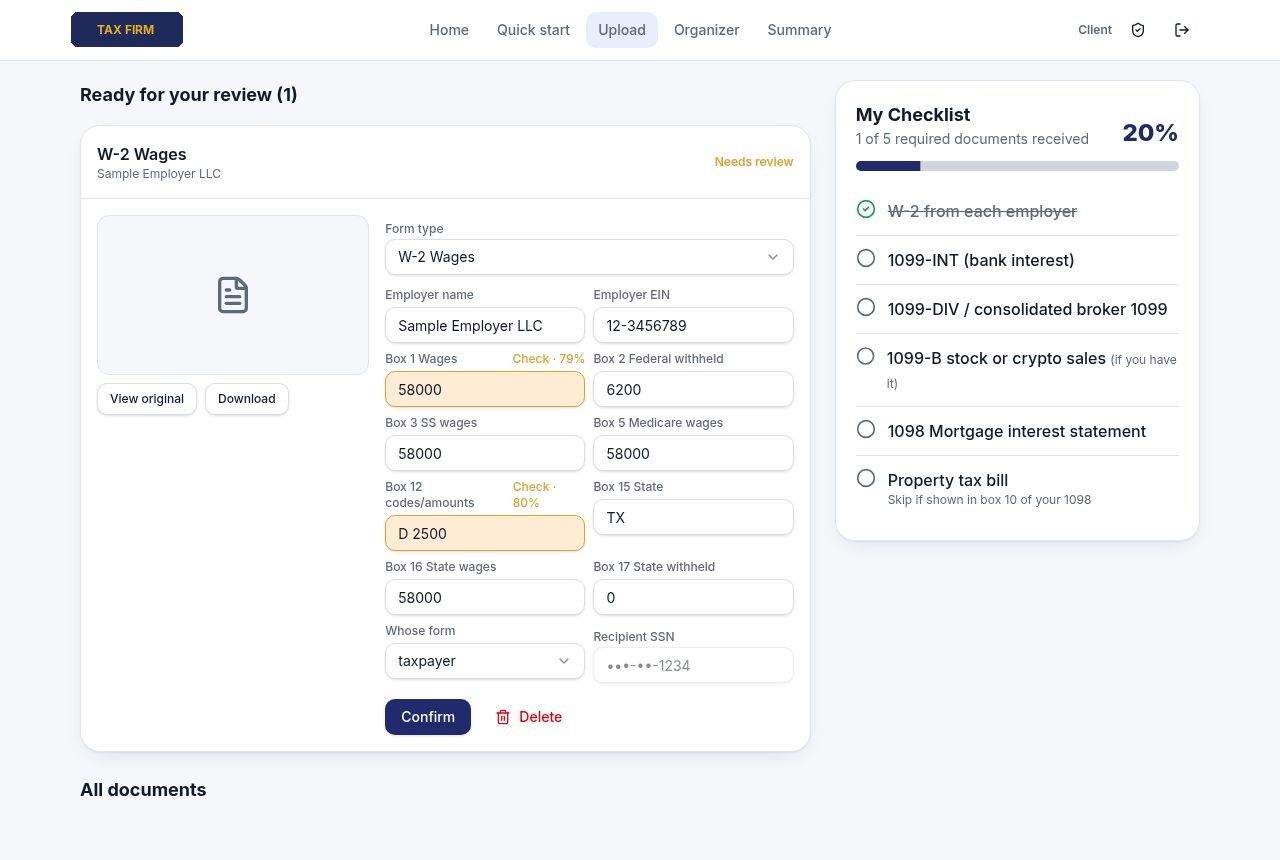 TAX FIRM
Home
Quick start
Upload
Organizer
Summary
Client
Ready for your review (1)
W-2 Wages
Sample Employer LLC
Needs review
View original
Download
Form type
W-2 Wages
Employer name
Employer EIN
Sample Employer LLC
12-3456789
Box 1 Wages
Check · 79%
Box 2 Federal withheld
58000
6200
Box 3 SS wages
Box 5 Medicare wages
58000
58000
Box 12
codes/amounts
Check ·
80%
Box 15 State
D 2500
TX
Box 16 State wages
Box 17 State withheld
58000
0
Whose form
Recipient SSN
taxpayer
•••-••-1234
Confirm
Delete
All documents
My Checklist
1 of 5 required documents received
20%
W-2 from each employer
1099-INT (bank interest)
1099-DIV / consolidated broker 1099
1099-B stock or crypto sales (if you have
it)
1098 Mortgage interest statement
Property tax bill
Skip if shown in box 10 of your 1098